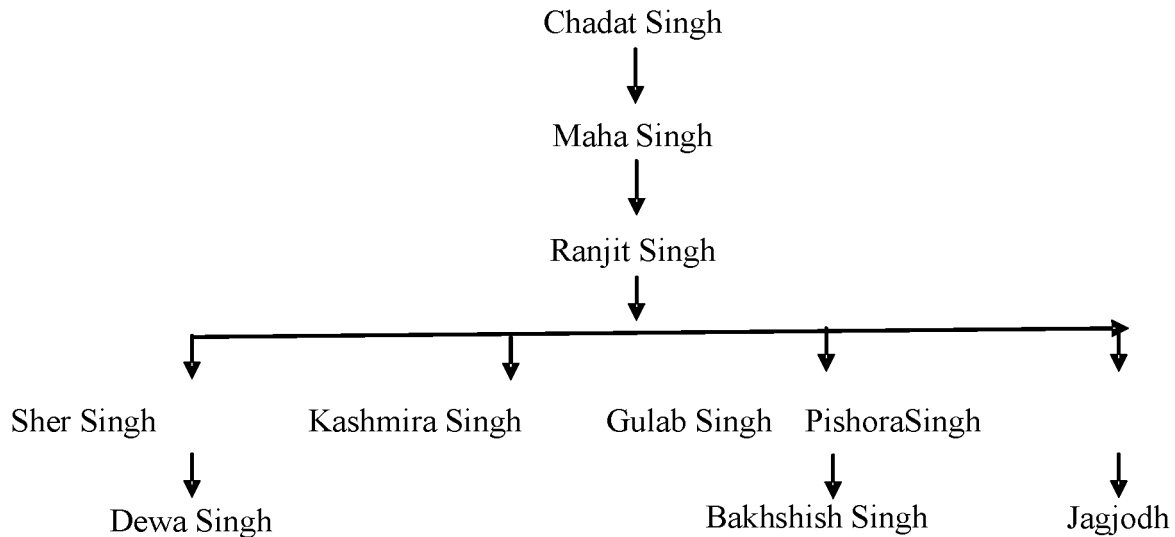 Chadat Singh
Maha Singh
Ranjit Singh
Sher Singh Kashmira Singh Gulab Singh PishoraSingh
Dewa Singh Bakhshish Singh Jagjodh